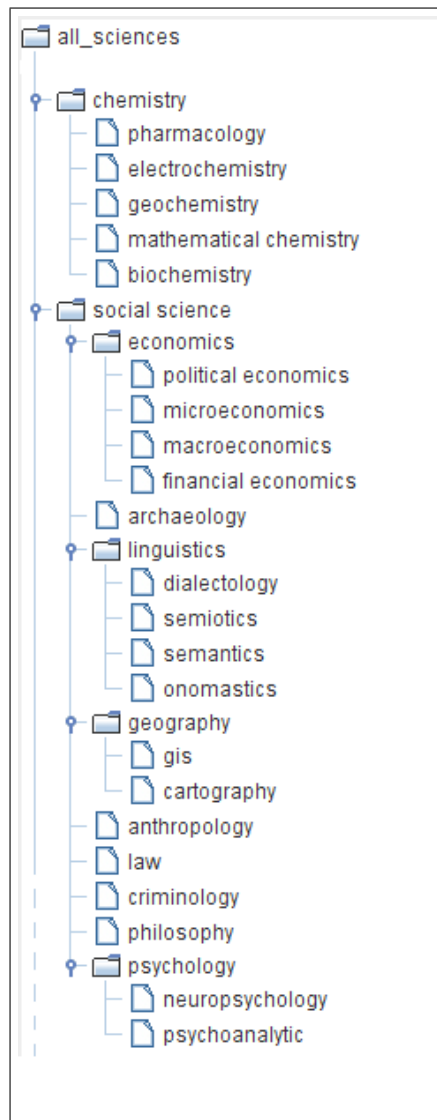 all_sciences
chemistry
pharmacology
electrochemistry
geochemistry
mathematical chemistry
biochemistry
social science
economics
political economics
microeconomics
macroeconomics
financial economics
archaeology
linguistics
dialectology
semiotics
semantics
onomastics
geography
gis
cartography
anthropology
law
criminology
philosophy
psychology
neuropsychology
psychoanalytic